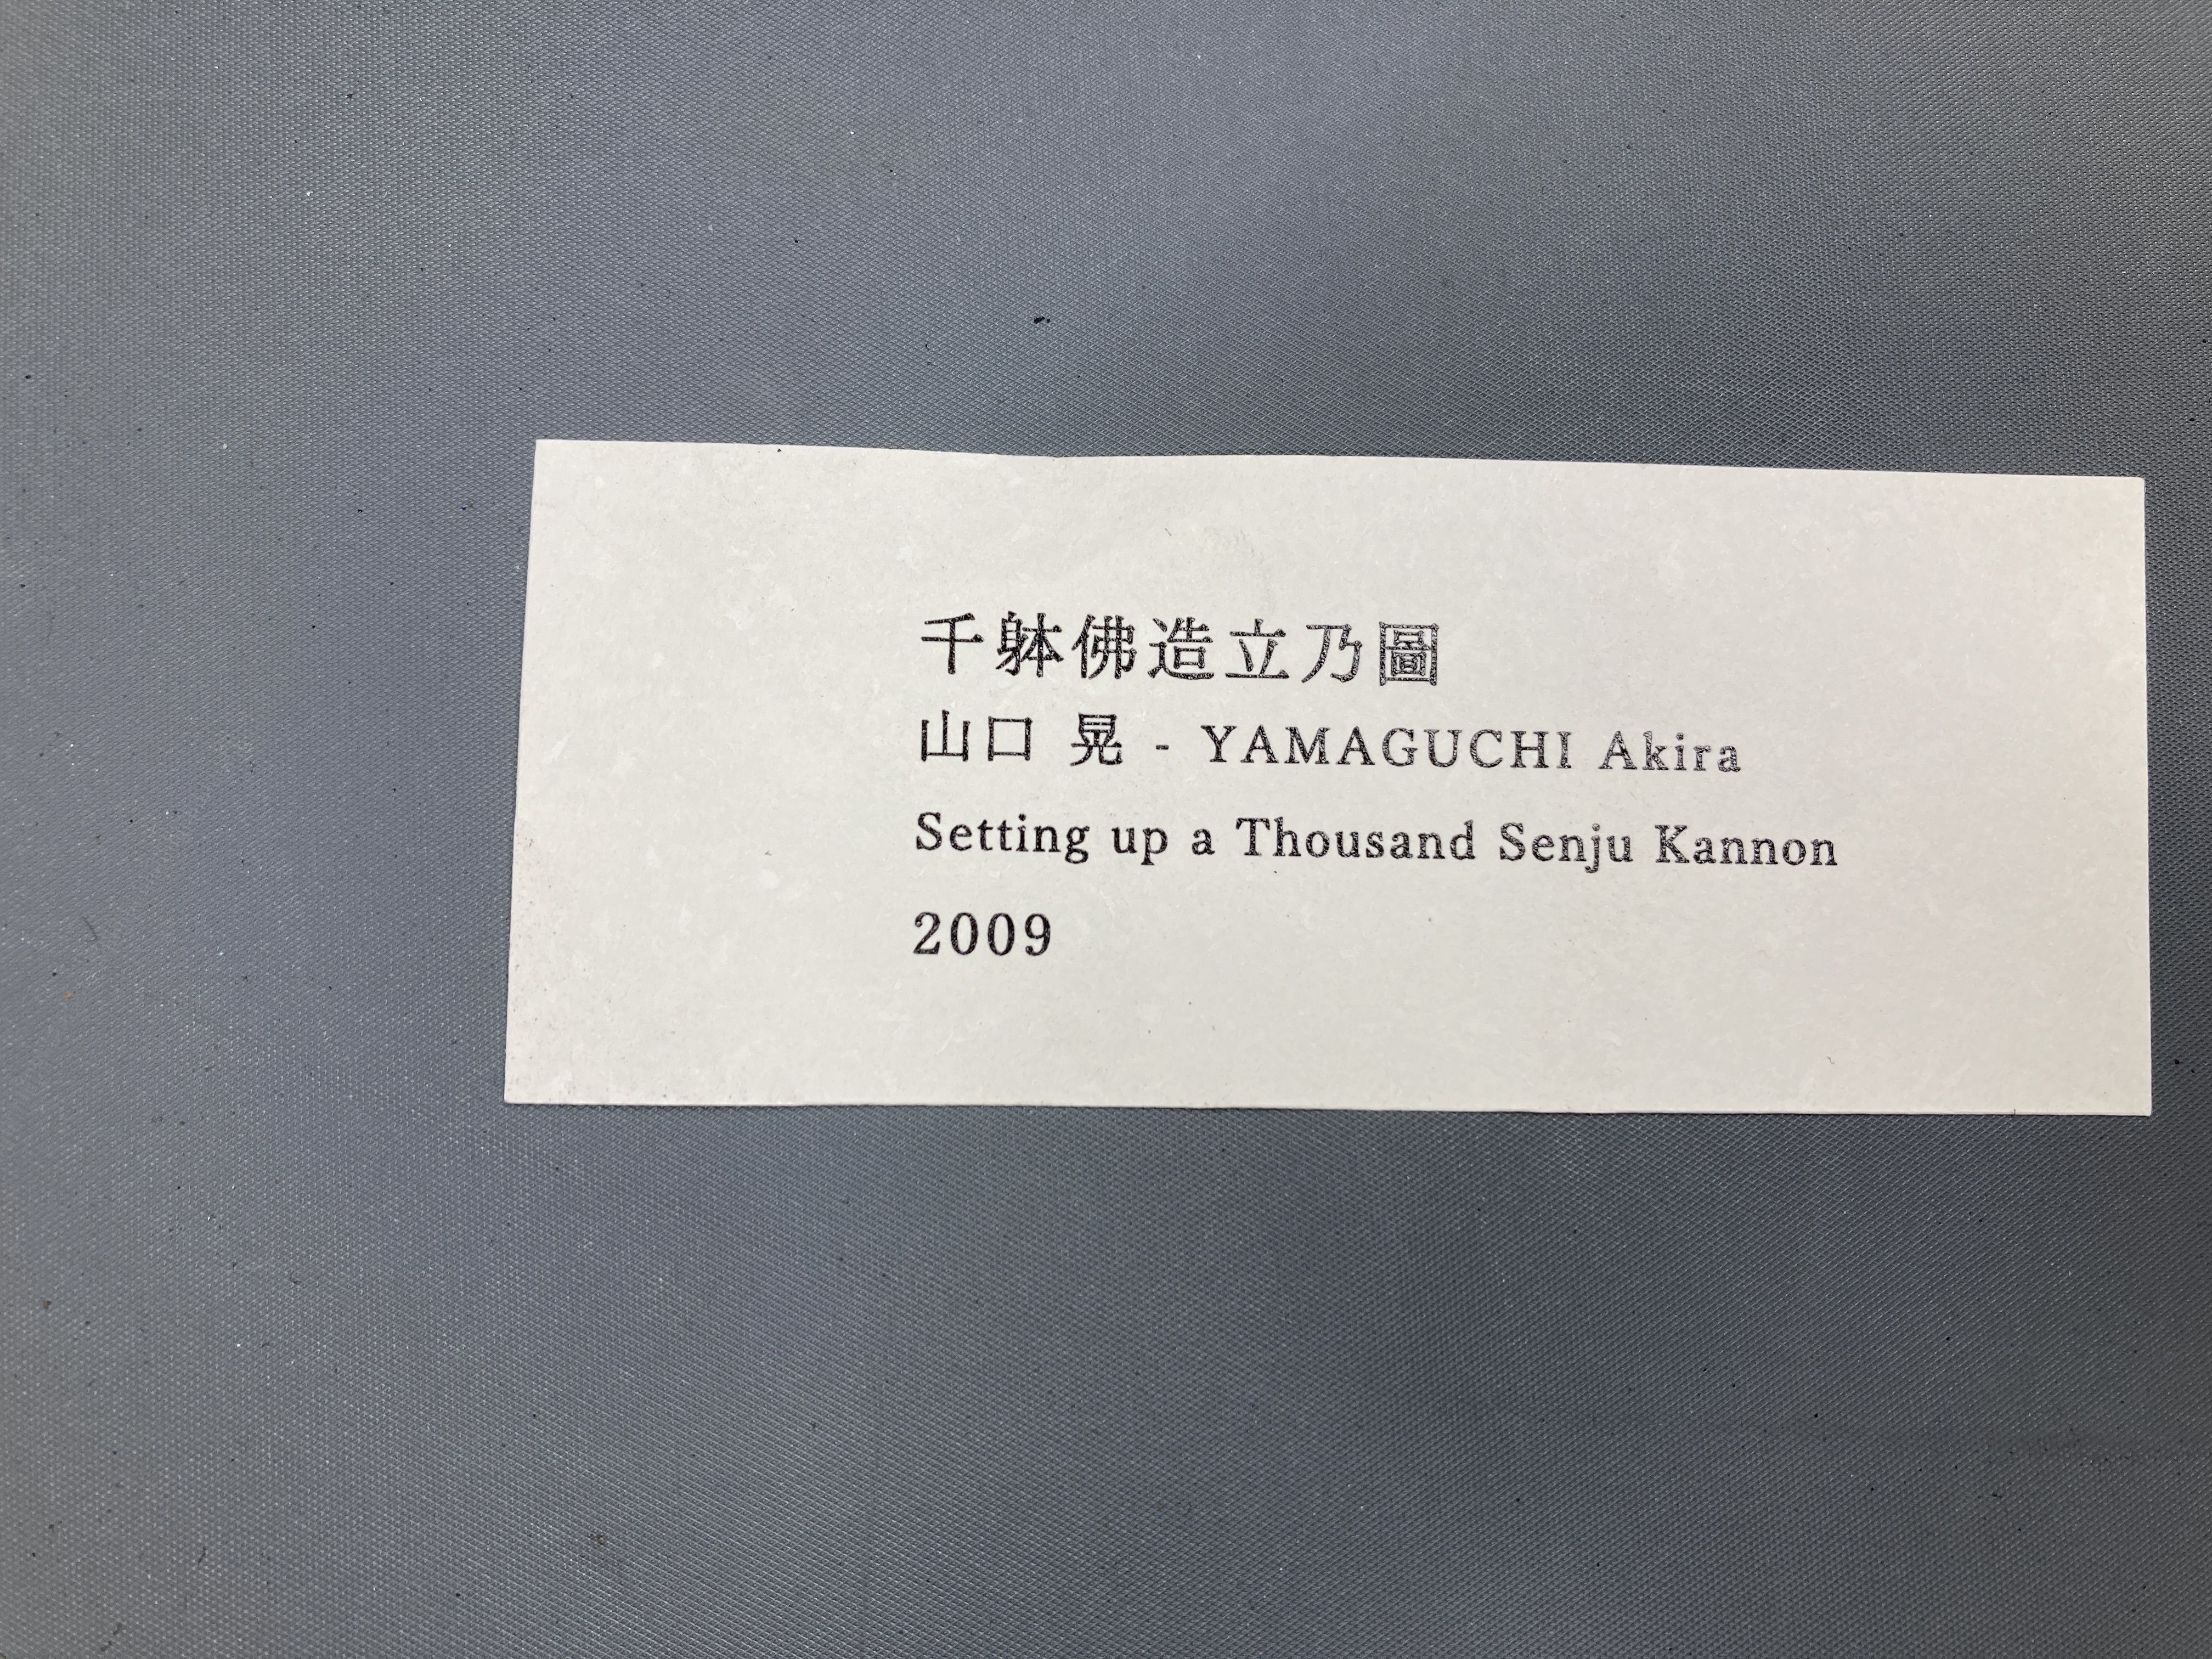 千躰佛造立乃圖
山口 晃 - YAMAGUCHI Akira
Setting up a Thousand Senju Kannon
2009